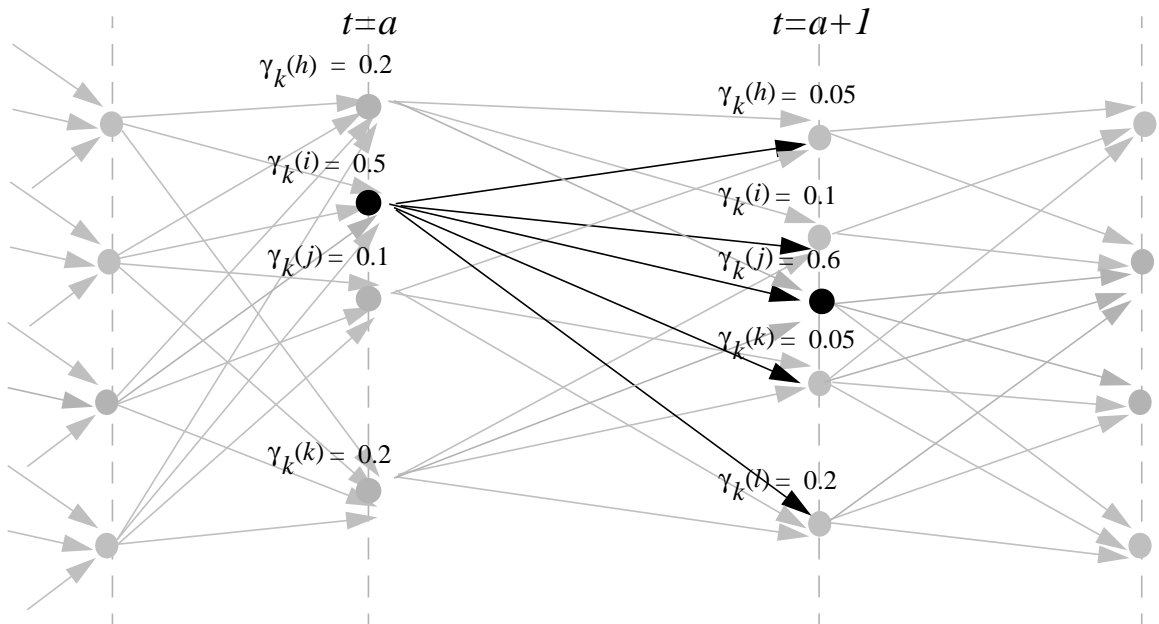 t=a
t=a+1
γk(h) = 0.2
γk(i) = 0.5
γk(j) = 0.1
γk(k) = 0.2
γk(h) = 0.05
γk(i) = 0.1
γk(j) = 0.6
γk(k) = 0.05
γk(l) = 0.2